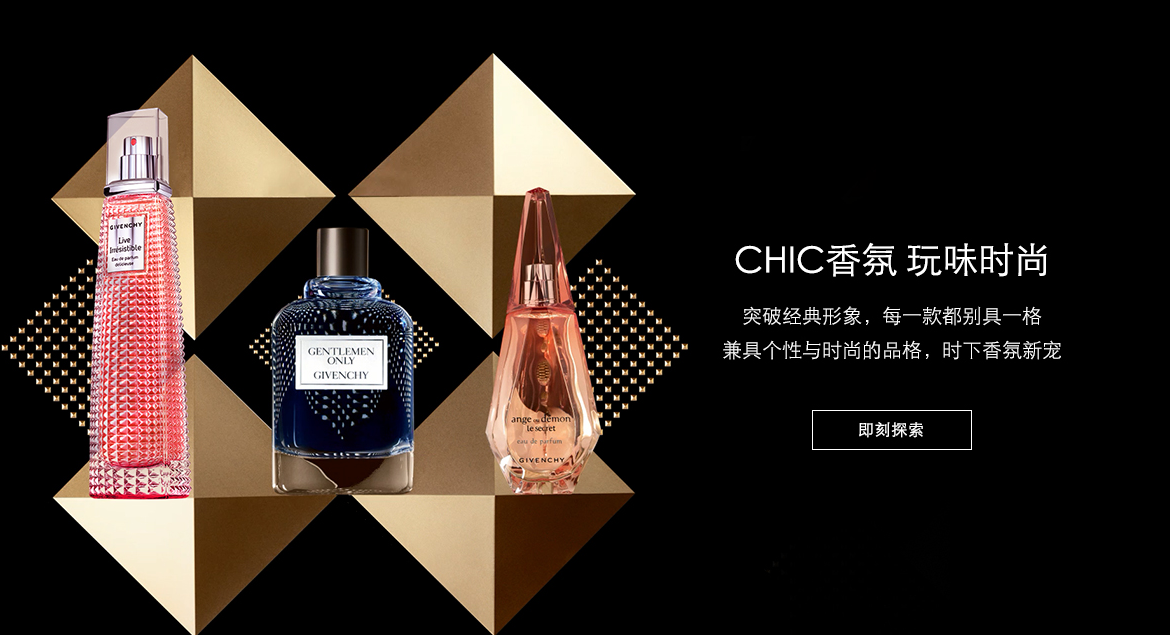 GIVENCHY
Live
Irrésistible
Eau de parfum
délicieuse
GENTLEMEN
ONLY
GIVENCHY
ange ou démon
le secret
eau de parfum
GIVENCHY
CHIC香氛 玩味时尚
突破经典形象，每一款都别具一格
兼具个性与时尚的品格，时下香氛新宠
即刻探索